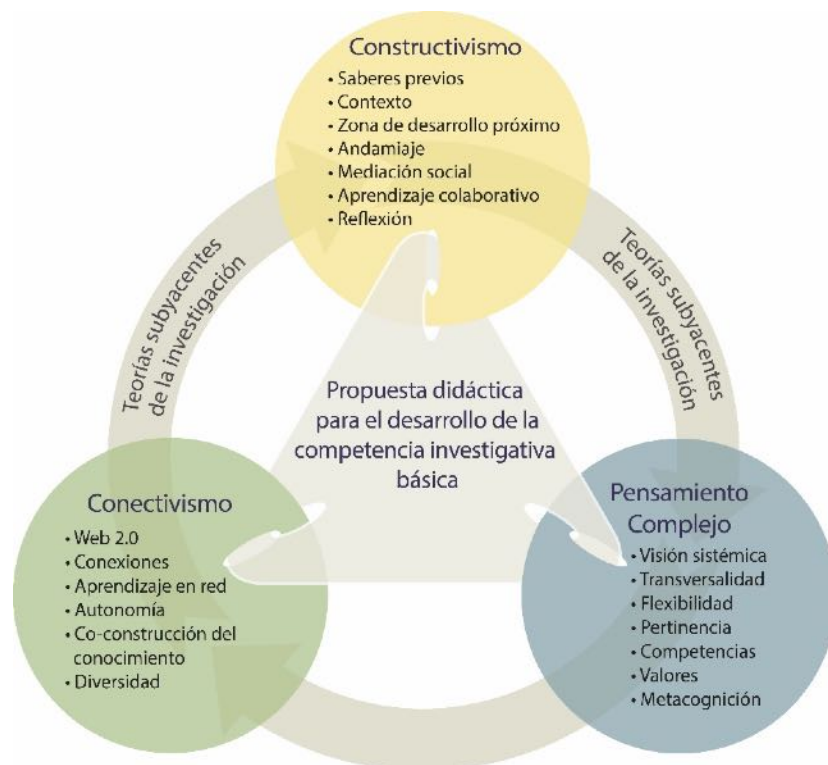 Constructivismo
• Saberes previos
• Contexto
• Zona de desarrollo próximo
• Andamiaje
• Mediación social
• Aprendizaje colaborativo
• Reflexión
Teorías subyacentes
de la investigación
Teorías subyacentes
de la investigación
Propuesta didáctica
para el desarrollo de la
competencia investigativa
básica
Conectivismo
• Web 2.0
• Conexiones
• Aprendizaje en red
• Autonomía
• Co-construcción del
conocimiento
• Diversidad
Pensamiento
Complejo
• Visión sistémica
• Transversalidad
• Flexibilidad
• Pertinencia
• Competencias
• Valores
• Metacognición